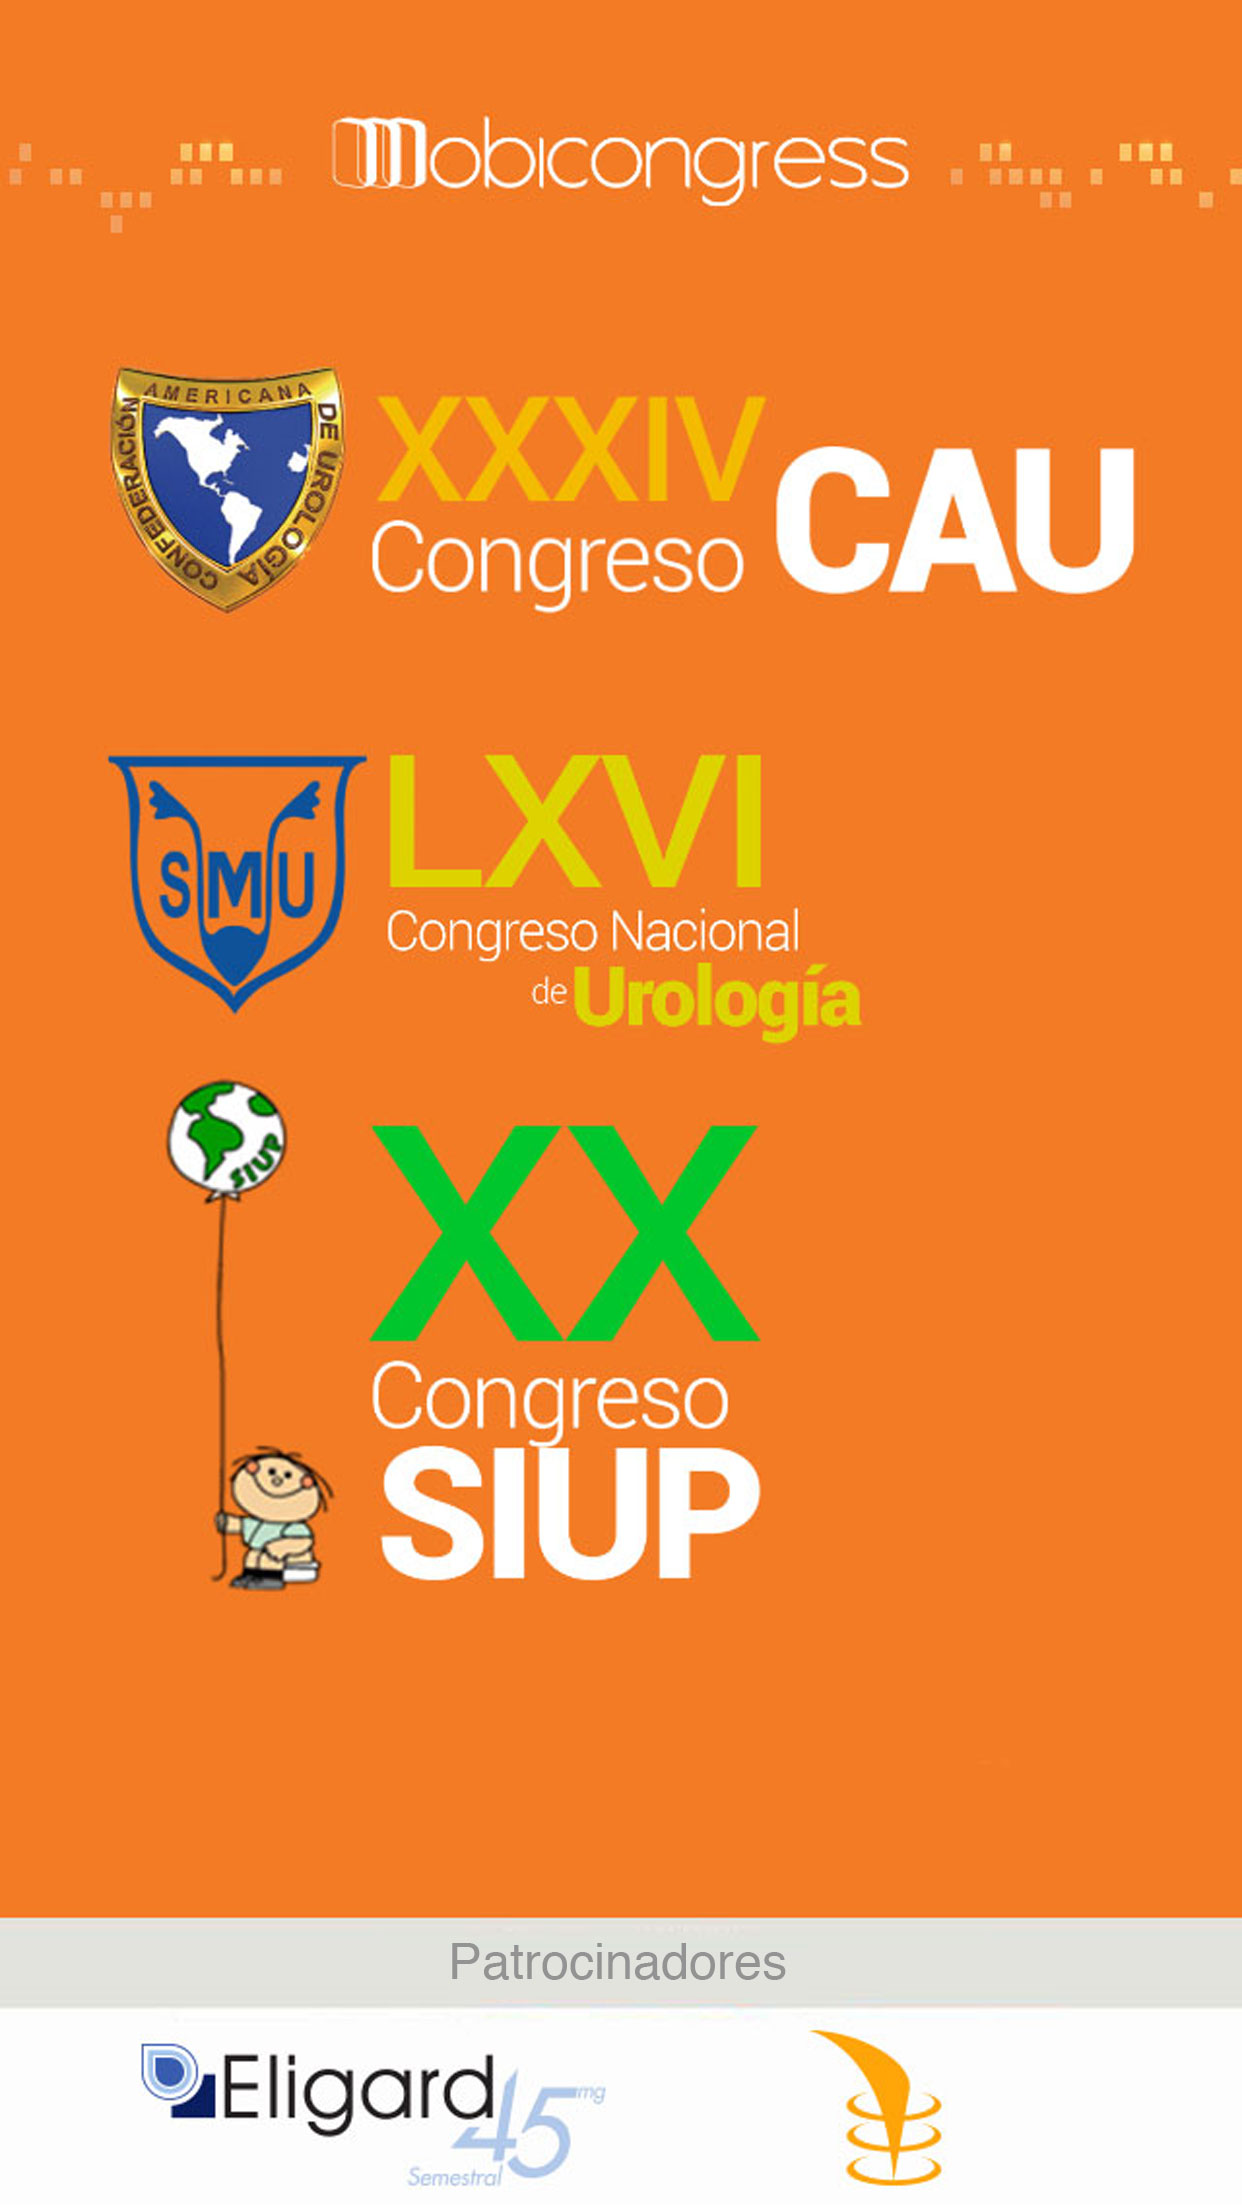 Mobicongress
CONFEDERACIÓN AMERICANA DE UROLOGÍA
XXXIV
Congreso CAU
SMU
LXVI
Congreso Nacional
de Urología
SIUP
XX
Congreso
SIUP
Patrocinadores
Eligard
45 mg
Semestral